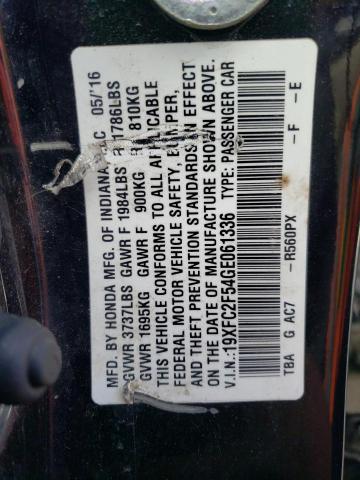 MFD. BY HONDA MFG. OF INDIANA, C 05/'16
GVWR 3737LBS GAWR F 1984LBS R 1786LBS
GVWR 1695KG GAWR F 900KG R 810KG
THIS VEHICLE CONFORMS TO ALL APPLICABLE
FEDERAL MOTOR VEHICLE SAFETY, BUMPER,
AND THEFT PREVENTION STANDARDS IN EFFECT
ON THE DATE OF MANUFACTURE SHOWN ABOVE.
V.I.N.:19XFC2F54GE061336 TYPE: PASSENGER CAR
TBA G AC7 -R560PX -F -E